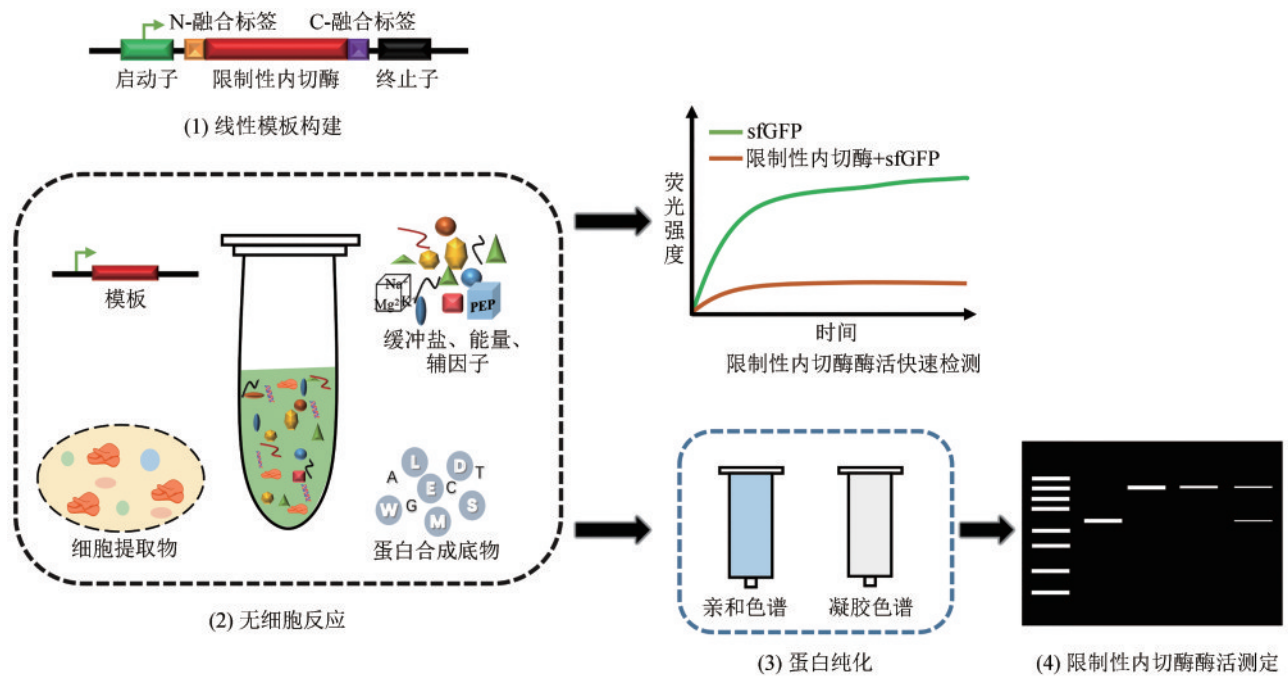 N-融合标签 C-融合标签
启动子 限制性内切酶 终止子
(1) 线性模板构建
模板
Na+
Mg2+
K+
PEP
缓冲盐、能量、
辅因子
细胞提取物
A L D T
W G E C M S
蛋白合成底物
(2) 无细胞反应
sfGFP
限制性内切酶+sfGFP
荧光强度
时间
限制性内切酶酶活快速检测
亲和色谱 凝胶色谱
(3) 蛋白纯化
(4) 限制性内切酶酶活测定